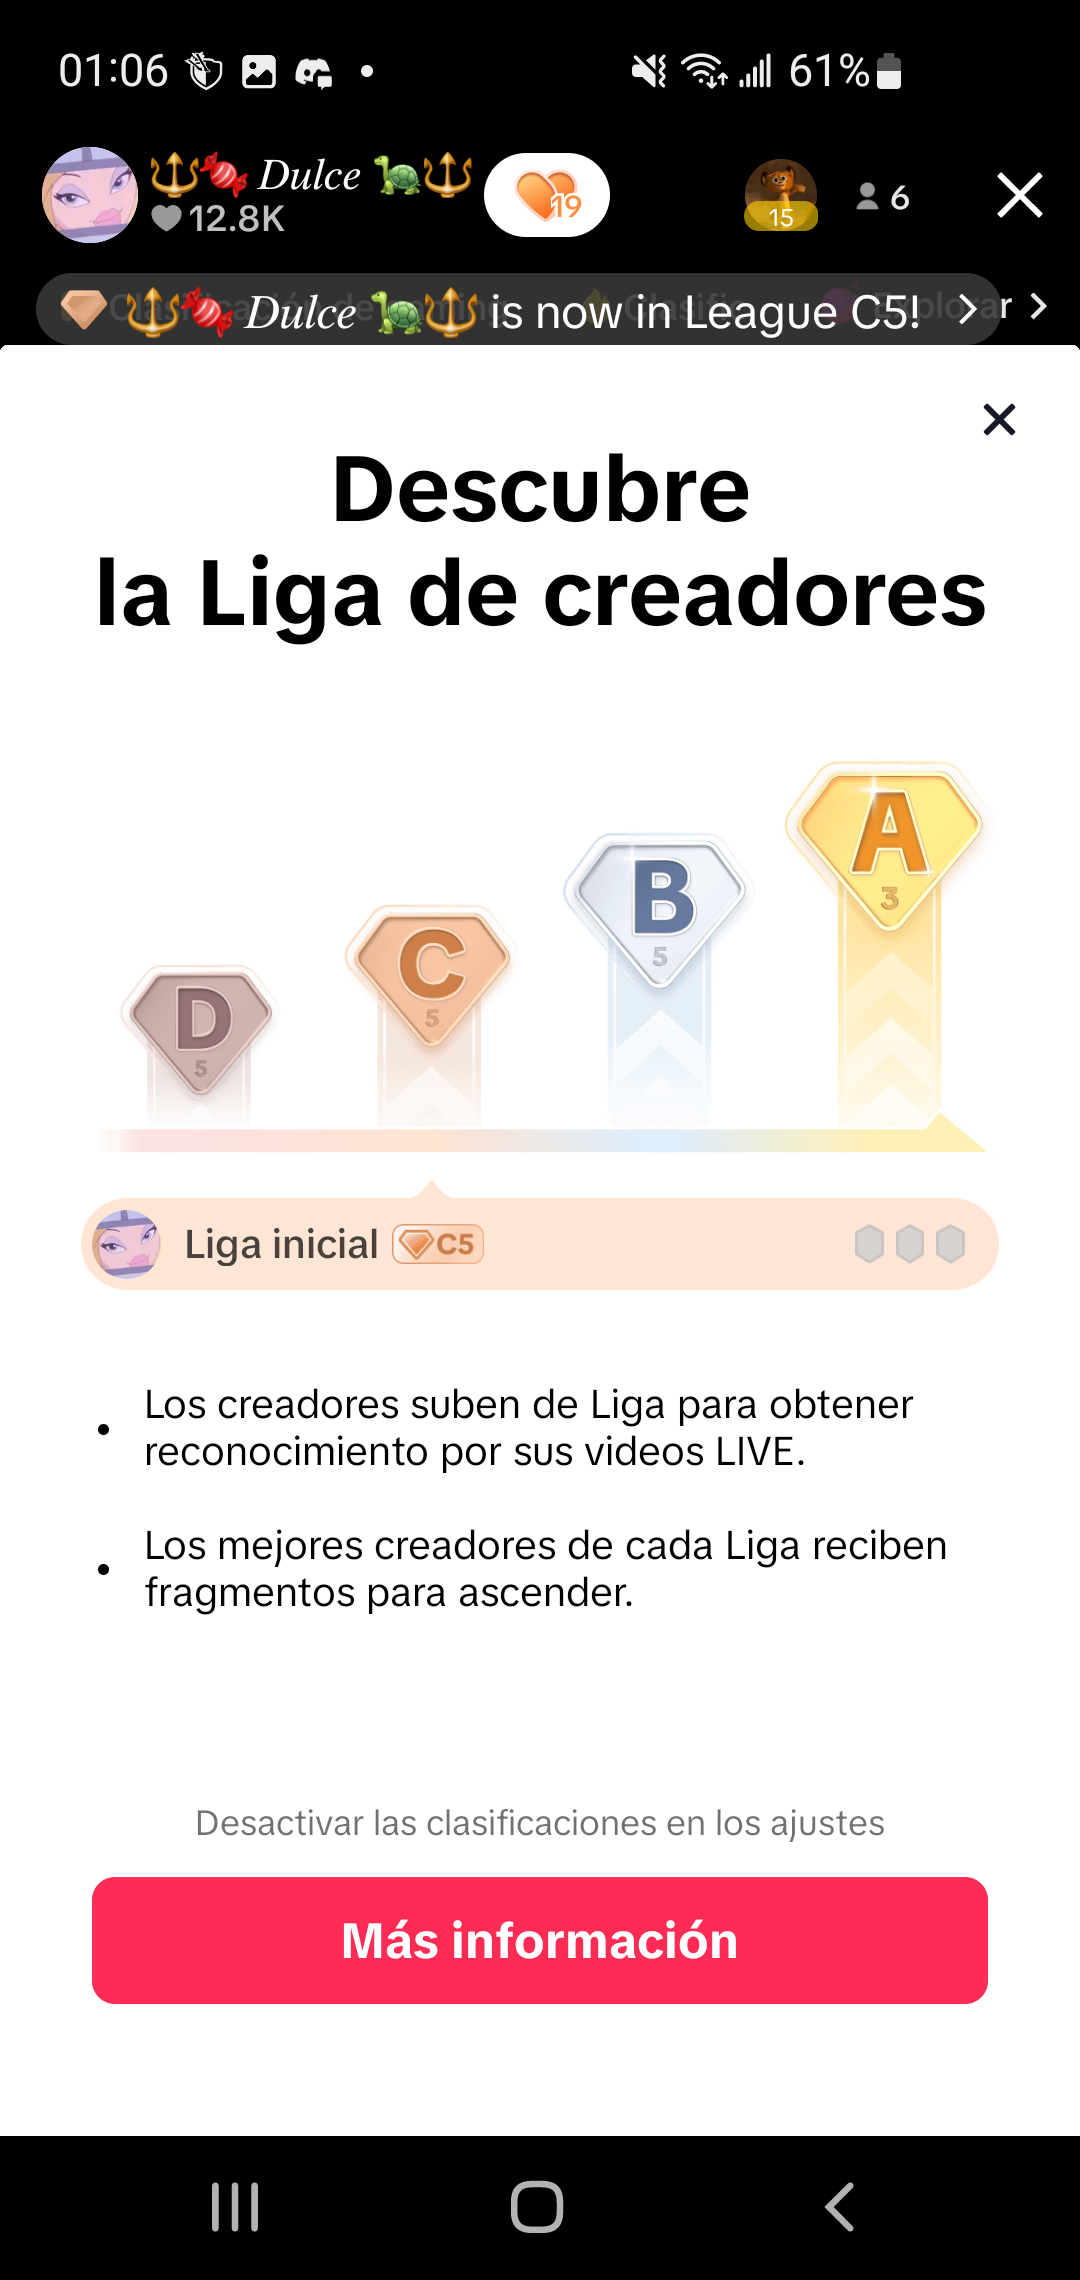 01:06
61%
🔱🍬 Dulce 🐢🔱
12.8K
19
15
6
🔱🍬 Dulce 🐢🔱 is now in League C5!
Descubre
la Liga de creadores
A
3
B
5
C
5
D
5
Liga inicial C5
Los creadores suben de Liga para obtener
reconocimiento por sus videos LIVE.
Los mejores creadores de cada Liga reciben
fragmentos para ascender.
Desactivar las clasificaciones en los ajustes
Más información